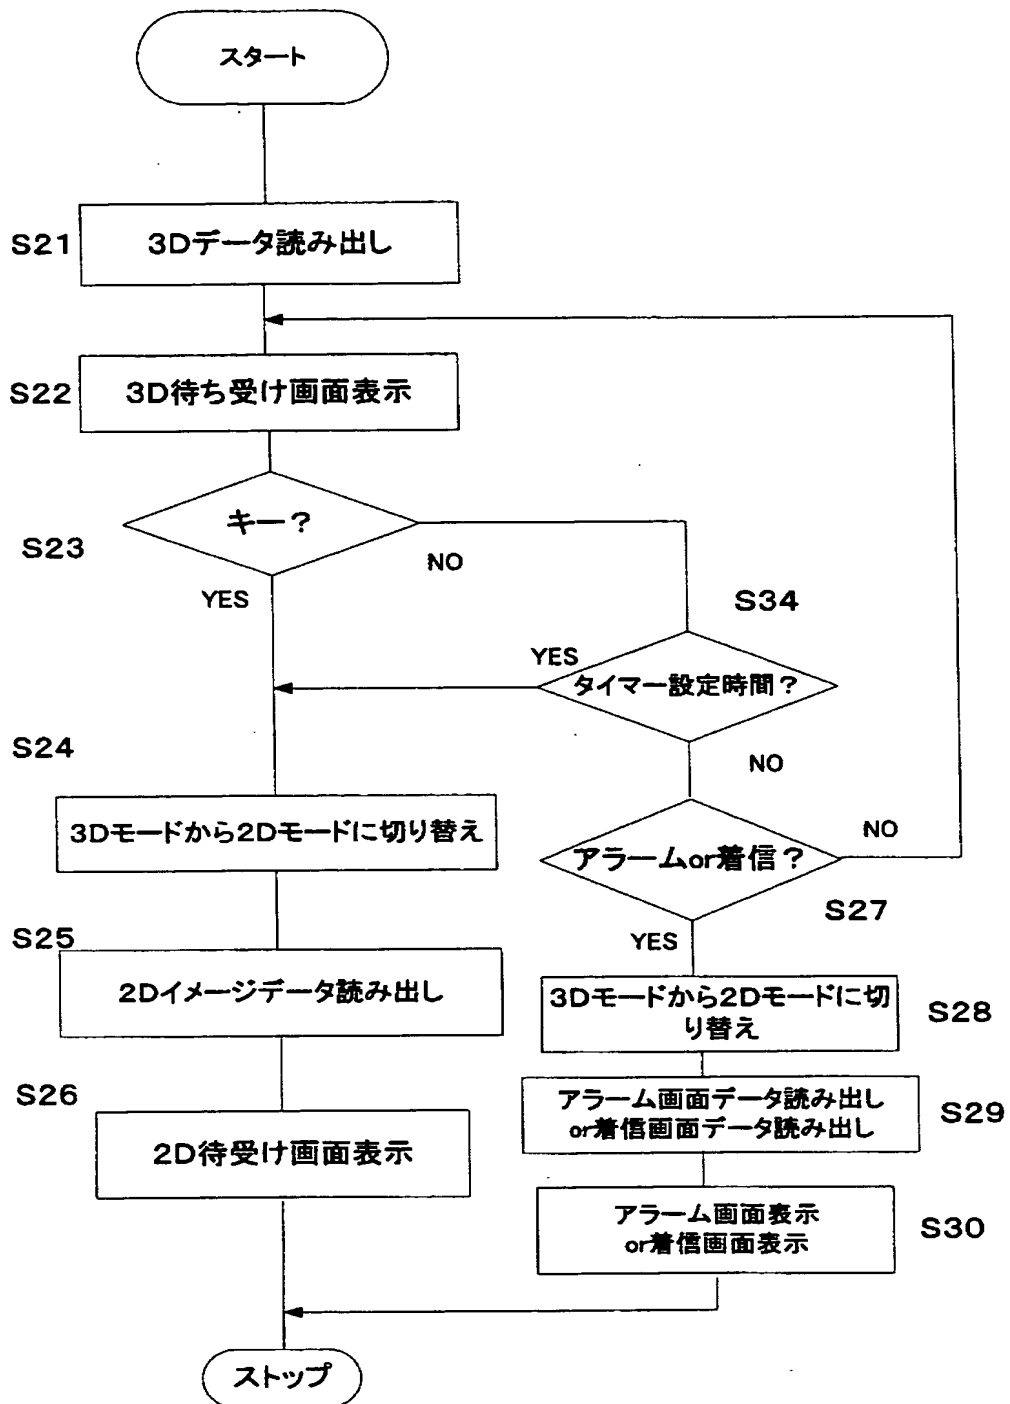 スタート
S21
3Dデータ読み出し
S22
3D待ち受け画面表示
キー?
S23
NO
YES
S34
YES
タイマー設定時間?
NO
S24
3Dモードから2Dモードに切り替え
アラームor着信?
NO
S27
YES
S25
2Dイメージデータ読み出し
3Dモードから2Dモードに切
り替え
S28
S26
2D待受け画面表示
アラーム画面データ読み出し
or着信画面データ読み出し
S29
アラーム画面表示
or着信画面表示
S30
ストップ